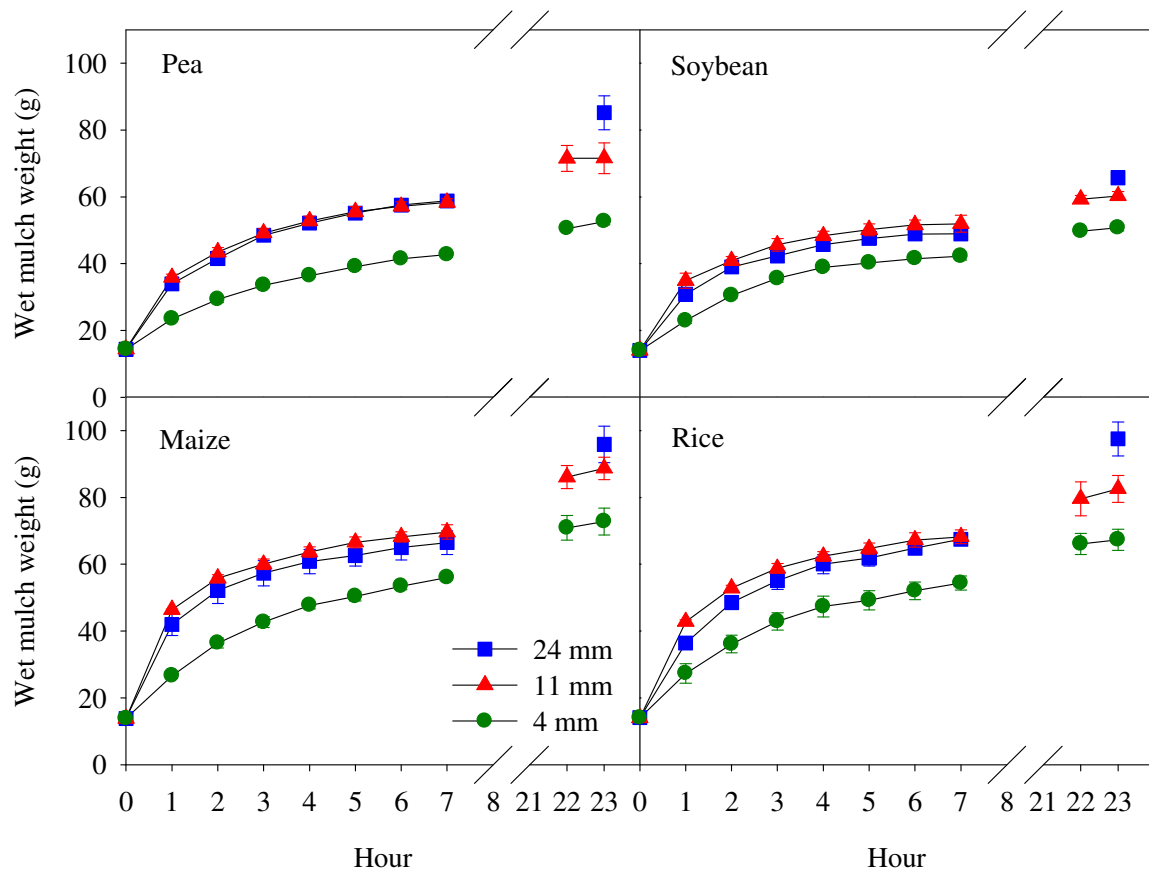 Pea
Soybean
100
80
60
40
20
0
Wet mulch weight (g)
Maize
Rice
100
80
60
40
20
0
Wet mulch weight (g)
24 mm
11 mm
4 mm
0 1 2 3 4 5 6 7 8 21 22 23 0 1 2 3 4 5 6 7 8 21 22 23
Hour
Hour